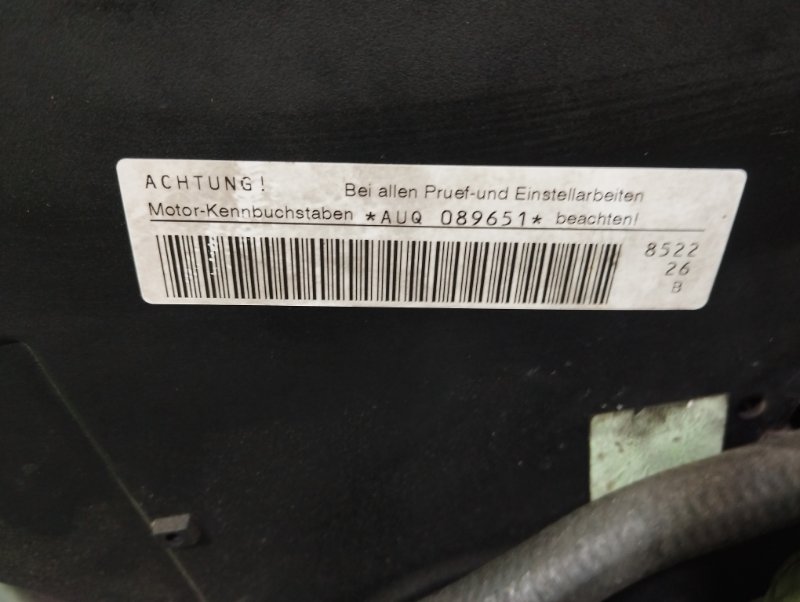 ACHTUNG! Bei allen Pruef-und Einstellarbeiten
Motor-Kennbuchstaben *AUQ 089651* beachten!
8522
26
B